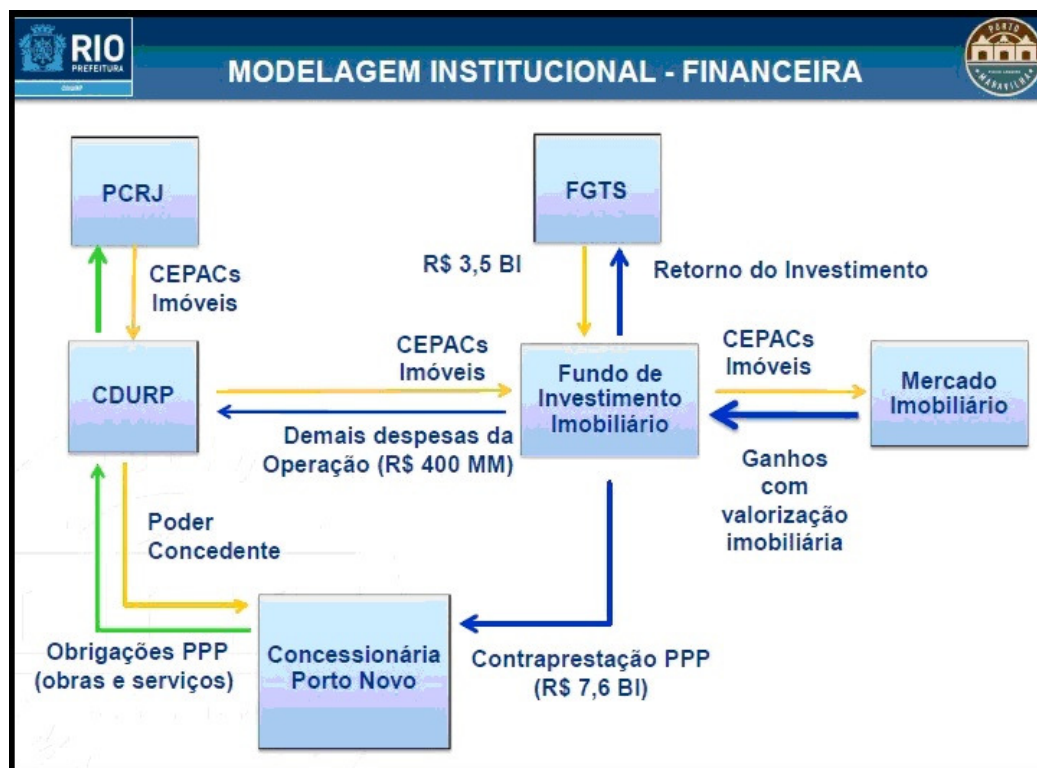 RIO
PREFEITURA
CDURP
MODELAGEM INSTITUCIONAL - FINANCEIRA
PORTO
MARAVILHA
PCRJ
FGTS
CEPACs
Imóveis
R$ 3,5 BI
Retorno do Investimento
CDURP
CEPACs
Imóveis
Fundo de
Investimento
Imobiliário
CEPACs
Imóveis
Mercado
Imobiliário
Demais despesas da
Operação (R$ 400 MM)
Ganhos
com
valorização
imobiliária
Poder
Concedente
Obrigações PPP
(obras e serviços)
Concessionária
Porto Novo
Contraprestação PPP
(R$ 7,6 BI)